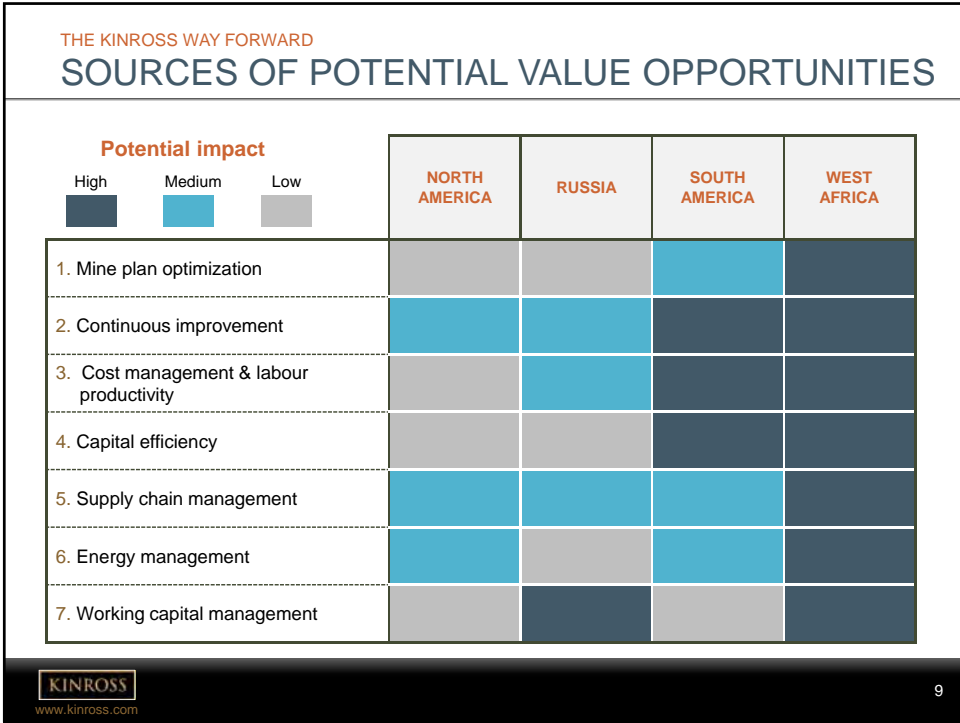 THE KINROSS WAY FORWARD
SOURCES OF POTENTIAL VALUE OPPORTUNITIES
Potential impact
High Medium Low
NORTH
AMERICA
RUSSIA
SOUTH
AMERICA
WEST
AFRICA
1. Mine plan optimization
2. Continuous improvement
3. Cost management & labour
productivity
4. Capital efficiency
5. Supply chain management
6. Energy management
7. Working capital management
KINROSS
www.kinross.com
9